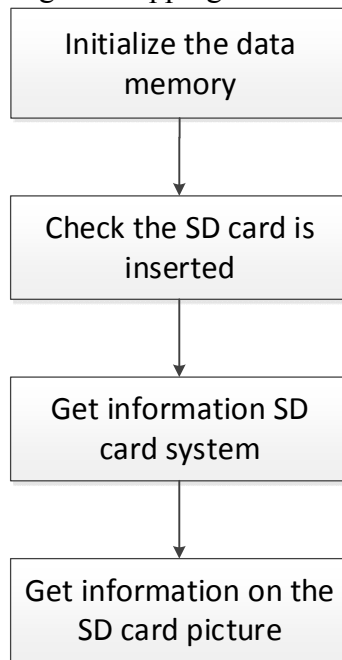 Initialize the data
memory
Check the SD card is
inserted
Get information SD
card system
Get information on the
SD card picture